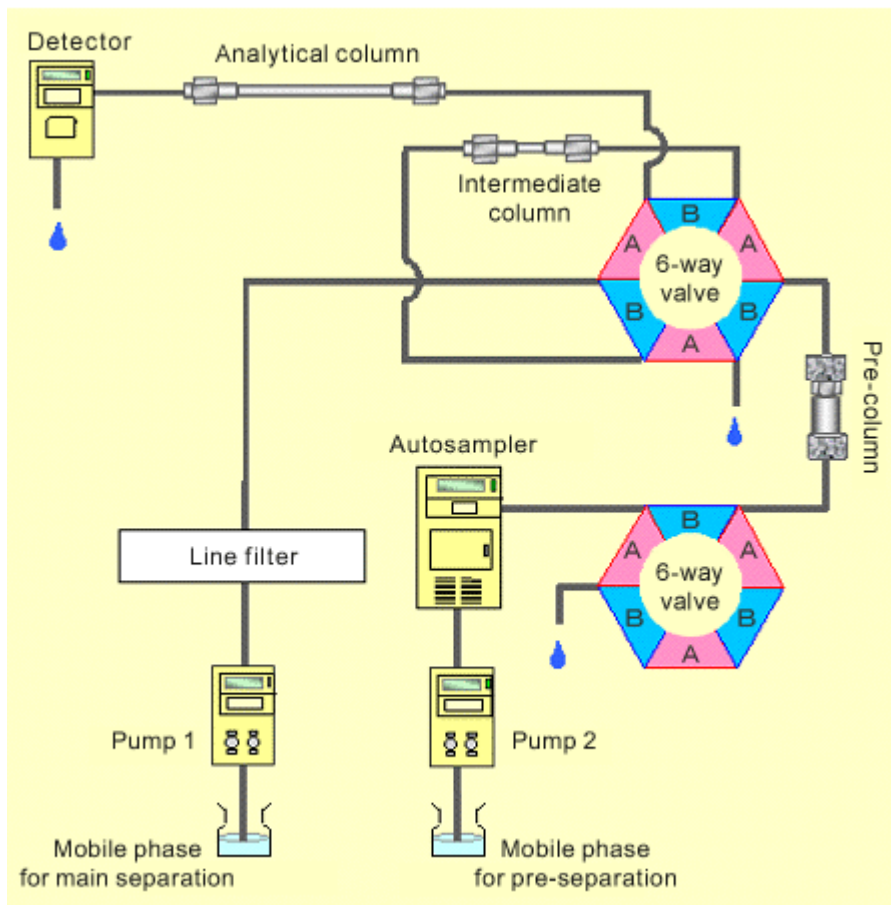 Detector
Analytical column
Intermediate
column
B
A
A
6-way
valve
B
B
A
Pre-column
Autosampler
B
A
A
6-way
valve
B
B
A
Line filter
Pump 1
Pump 2
Mobile phase
for main separation
Mobile phase
for pre-separation